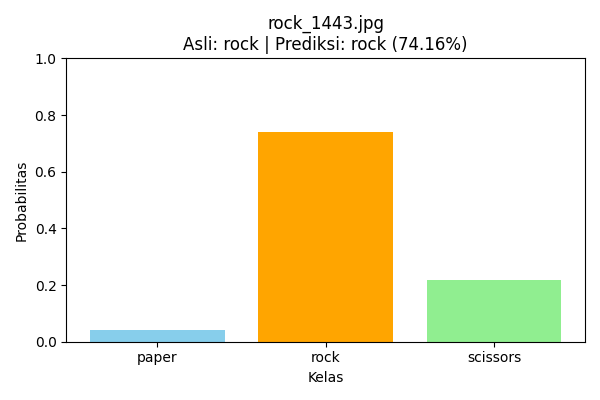 rock_1443.jpg
Asli: rock | Prediksi: rock (74.16%)
1.0
0.8
0.6
0.4
0.2
0.0
Probabilitas
paper rock scissors
Kelas